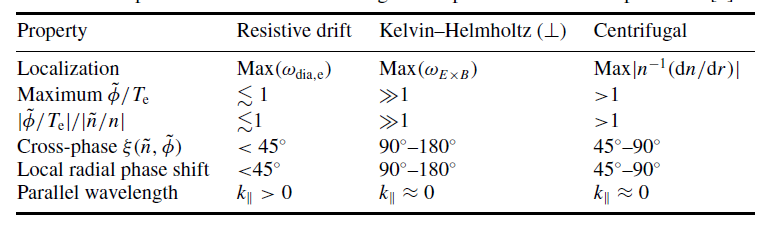 Property Resistive drift Kelvin–Helmholtz (⊥) Centrifugal
Localization Max(ω_dia,e) Max(ω_E×B) Max|n⁻¹(dn/dr)|
Maximum φ̃/T_e ≲ 1 ≫1 >1
|φ̃/T_e|/|ñ/n| ≲1 ≫1 >1
Cross-phase ξ(ñ, φ̃) < 45° 90°–180° 45°–90°
Local radial phase shift <45° 90°–180° 45°–90°
Parallel wavelength k_∥ > 0 k_∥ ≈ 0 k_∥ ≈ 0